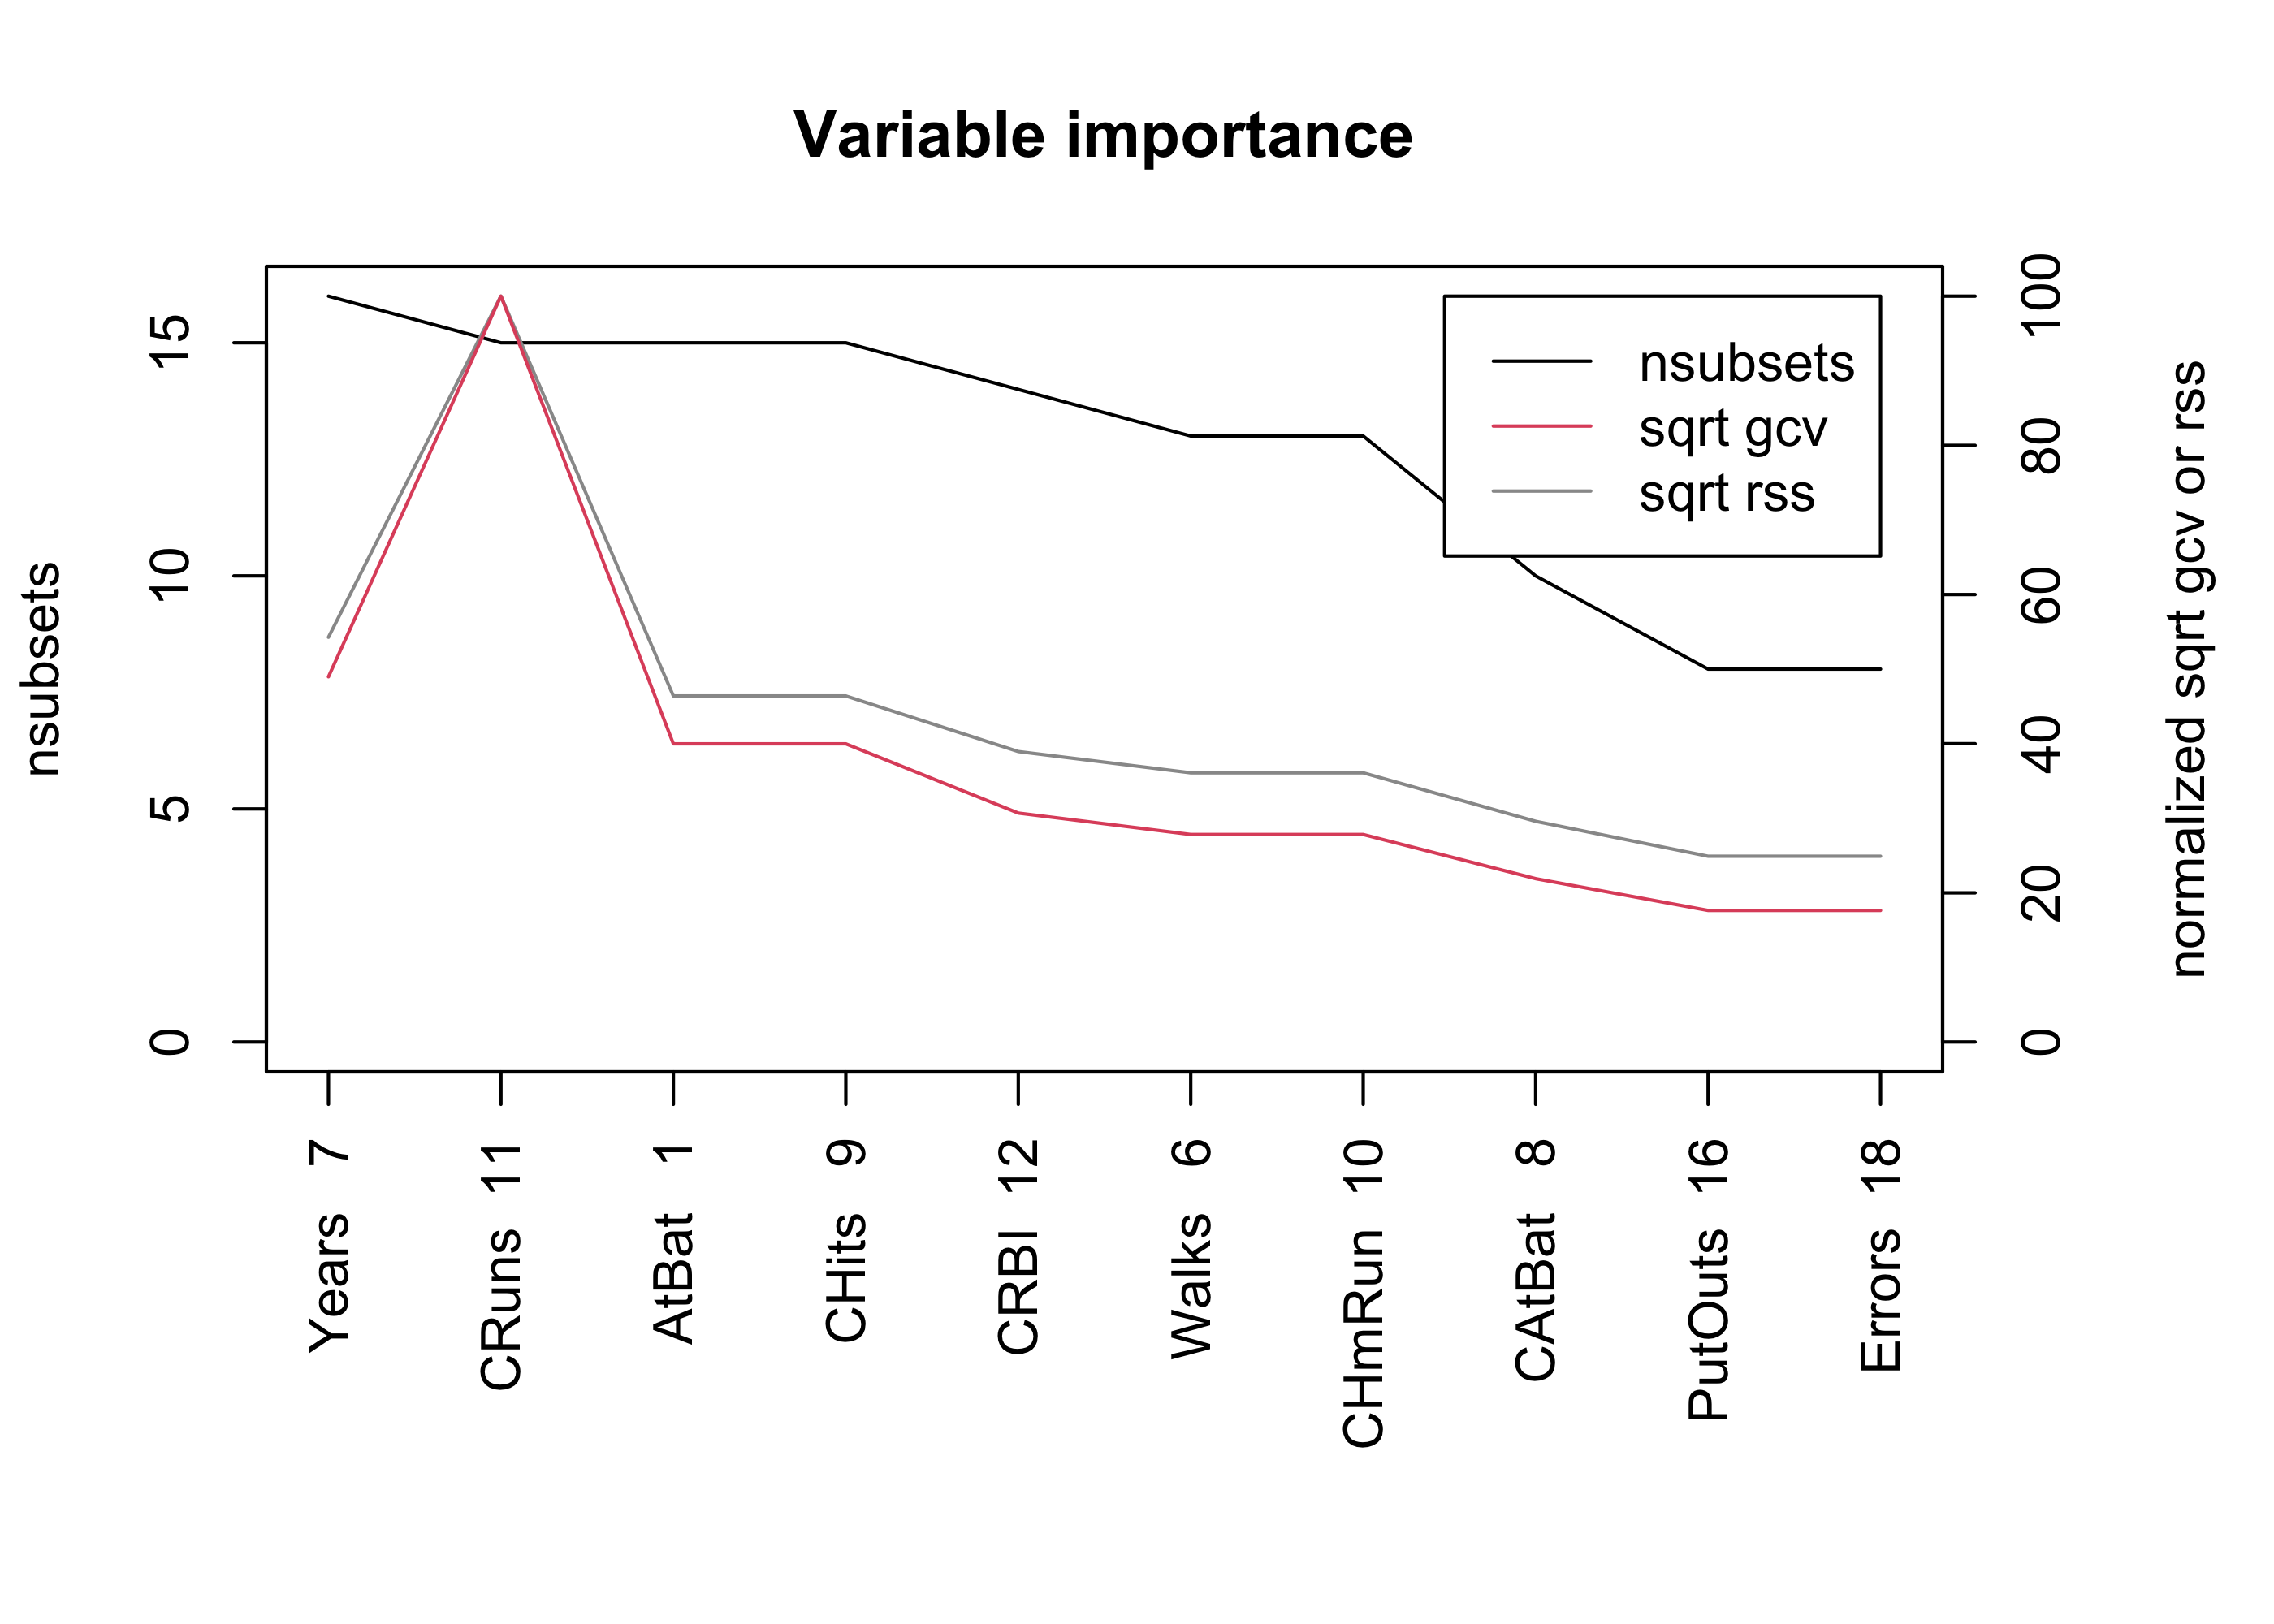 Variable importance
nsubsets
0
5
10
15
nsubsets
sqrt gcv
sqrt rss
0
20
40
60
80
100
normalized sqrt gcv or rss
Years 7
CRuns 11
AtBat 1
CHits 9
CRBI 12
Walks 6
CHmRun 10
CAtBat 8
PutOuts 16
Errors 18